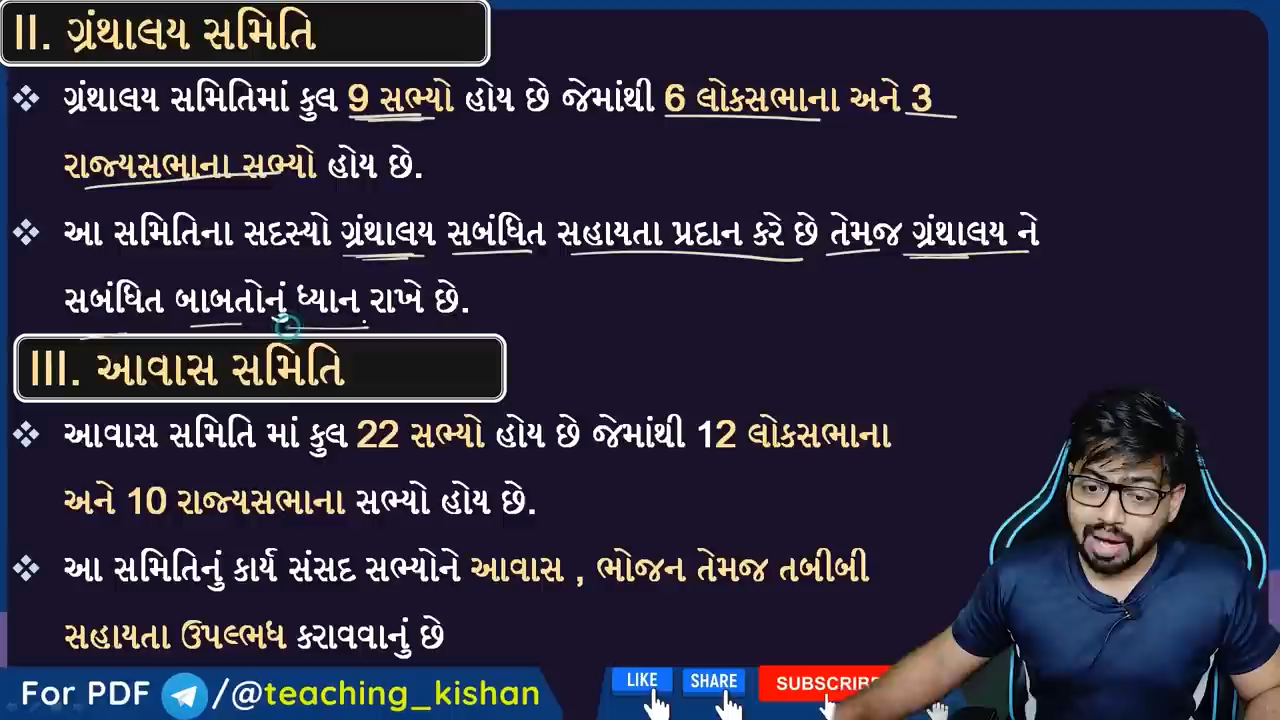 II. ગ્રંથાલય સમિતિ
❖ ગ્રંથાલય સમિતિમાં કુલ 9 સભ્યો હોય છે જેમાંથી 6 લોકસભાના અને 3
રાજ્યસભાના સભ્યો હોય છે.
❖ આ સમિતિના સદસ્યો ગ્રંથાલય સબંધિત સહાયતા પ્રદાન કરે છે તેમજ ગ્રંથાલય ને
સબંધિત બાબતોનું ધ્યાન રાખે છે.
III. આવાસ સમિતિ
❖ આવાસ સમિતિ માં કુલ 22 સભ્યો હોય છે જેમાંથી 12 લોકસભાના
અને 10 રાજ્યસભાના સભ્યો હોય છે.
❖ આ સમિતિનું કાર્ય સંસદ સભ્યોને આવાસ , ભોજન તેમજ તબીબી
સહાયતા ઉપલ્ભધ કરાવવાનું છે
For PDF /@teaching_kishan
LIKE SHARE SUBSCRIBE